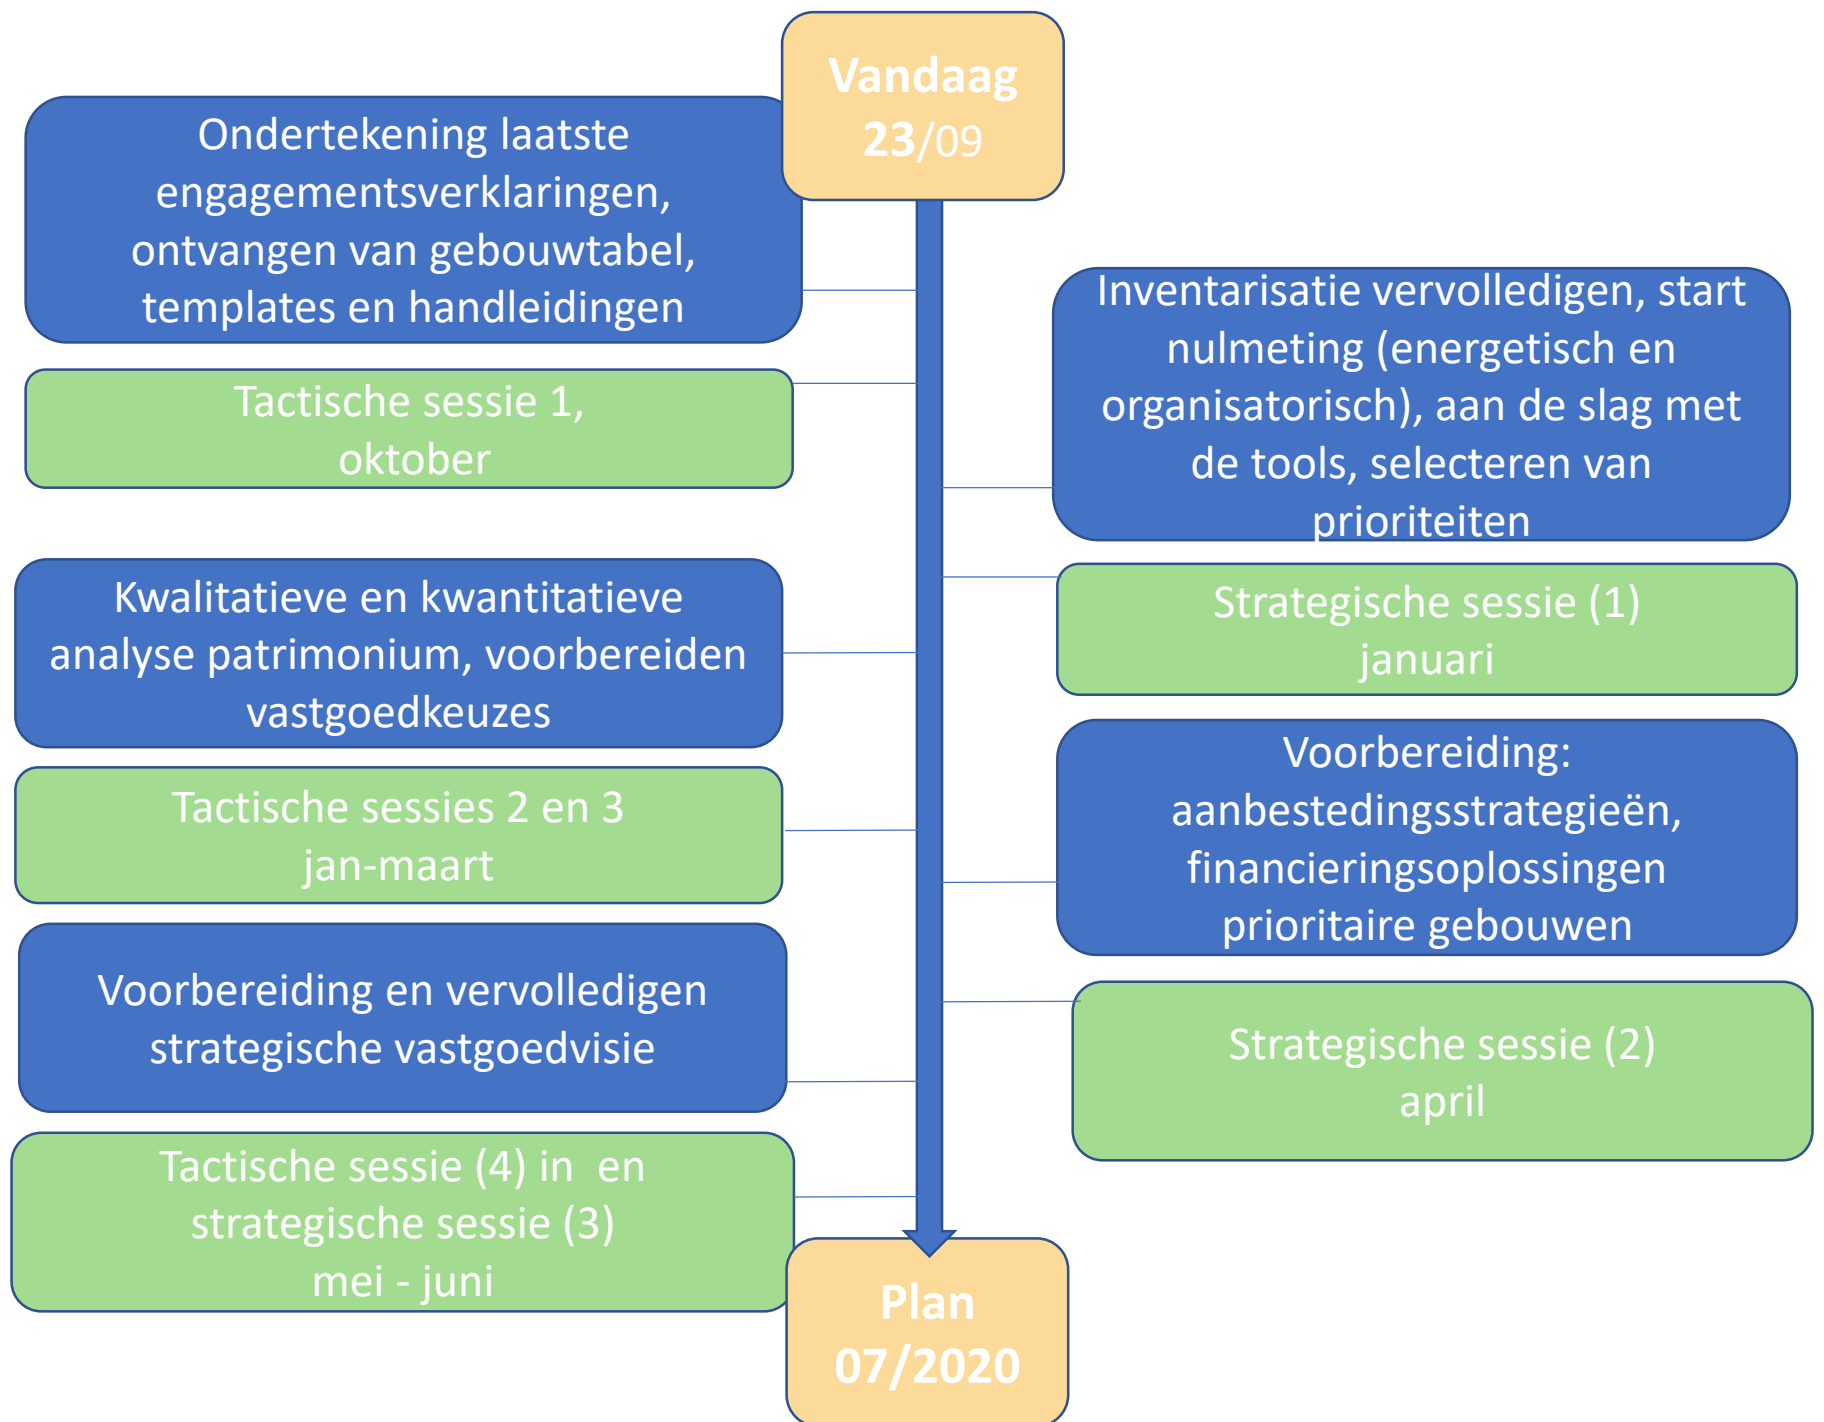 Vandaag
23/09
Ondertekening laatste
engagementsverklaringen,
ontvangen van gebouwtabel,
templates en handleidingen
Inventarisatie vervolledigen, start
nulmeting (energetisch en
organisatorisch), aan de slag met
de tools, selecteren van
prioriteiten
Tactische sessie 1,
oktober
Kwalitatieve en kwantitatieve
analyse patrimonium, voorbereiden
vastgoedkeuzes
Strategische sessie (1)
januari
Tactische sessies 2 en 3
jan-maart
Voorbereiding:
aanbestedingsstrategieën,
financieringsoplossingen
prioritaire gebouwen
Voorbereiding en vervolledigen
strategische vastgoedvisie
Strategische sessie (2)
april
Tactische sessie (4) in  en
strategische sessie (3)
mei - juni
Plan
07/2020